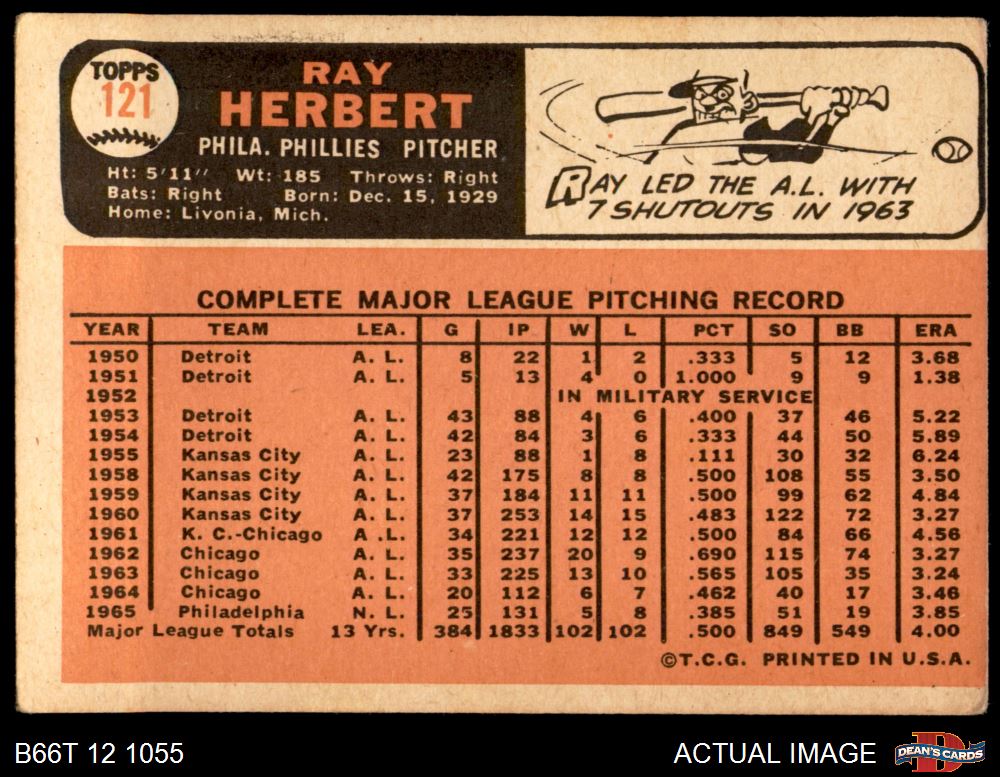 TOPPS
121
RAY
HERBERT
PHILA. PHILLIES PITCHER
Ht: 5'11" Wt: 185 Throws: Right
Bats: Right Born: Dec. 15, 1929
Home: Livonia, Mich.
RAY LED THE A.L. WITH
7 SHUTOUTS IN 1963
COMPLETE MAJOR LEAGUE PITCHING RECORD
YEAR TEAM LEA. G IP W L PCT SO BB ERA
1950 Detroit A. L. 8 22 1 2 .333 5 12 3.68
1951 Detroit A. L. 5 13 4 0 1.000 9 9 1.38
1952 IN MILITARY SERVICE
1953 Detroit A. L. 43 88 4 6 .400 37 46 5.22
1954 Detroit A. L. 42 84 3 6 .333 44 50 5.89
1955 Kansas City A. L. 23 88 1 8 .111 30 32 6.24
1958 Kansas City A. L. 42 175 8 8 .500 108 55 3.50
1959 Kansas City A. L. 37 184 11 11 .500 99 62 4.84
1960 Kansas City A. L. 37 253 14 15 .483 122 72 3.27
1961 K. C.-Chicago A .L. 34 221 12 12 .500 84 66 4.56
1962 Chicago A. L. 35 237 20 9 .690 115 74 3.27
1963 Chicago A. L. 33 225 13 10 .565 105 35 3.24
1964 Chicago A. L. 20 112 6 7 .462 40 17 3.46
1965 Philadelphia N. L. 25 131 5 8 .385 51 19 3.85
Major League Totals 13 Yrs. 384 1833 102 102 .500 849 549 4.00
©T.C.G. PRINTED IN U.S.A.
B66T 12 1055 ACTUAL IMAGE
DEAN'S CARDS